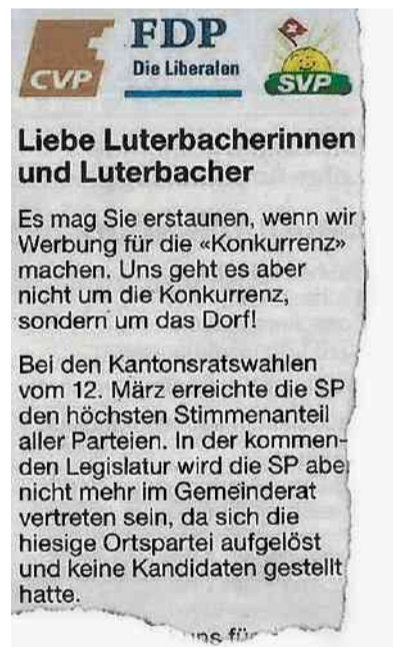 CVP
FDP
Die Liberalen
SVP
Liebe Luterbacherinnen
und Luterbacher
Es mag Sie erstaunen, wenn wir
Werbung für die «Konkurrenz»
machen. Uns geht es aber
nicht um die Konkurrenz,
sondern um das Dorf!
Bei den Kantonsratswahlen
vom 12. März erreichte die SP
den höchsten Stimmenanteil
aller Parteien. In der kommen-
den Legislatur wird die SP aber
nicht mehr im Gemeinderat
vertreten sein, da sich die
hiesige Ortspartei aufgelöst
und keine Kandidaten gestellt
hatte.